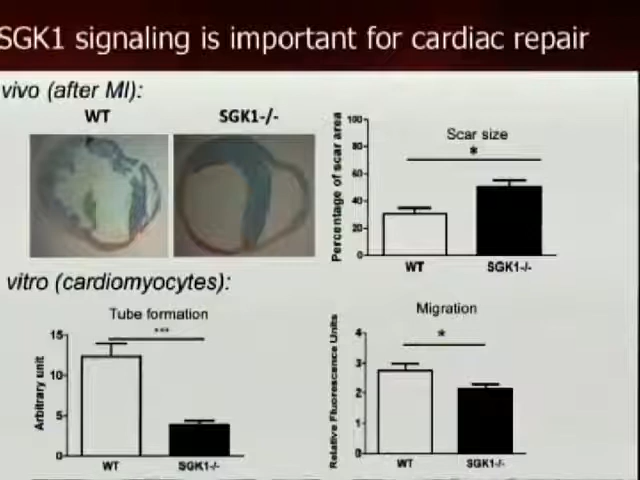 SGK1 signaling is important for cardiac repair
vivo (after MI):
WT
SGK1-/-
Percentage of scar area
100
80
60
40
20
0
Scar size
*
WT
SGK1-/-
vitro (cardiomyocytes):
Tube formation
***
Arbitrary unit
15
10
5
0
WT
SGK1-/-
Migration
*
Relative Fluorescence Units
4
3
2
1
0
WT
SGK1-/-